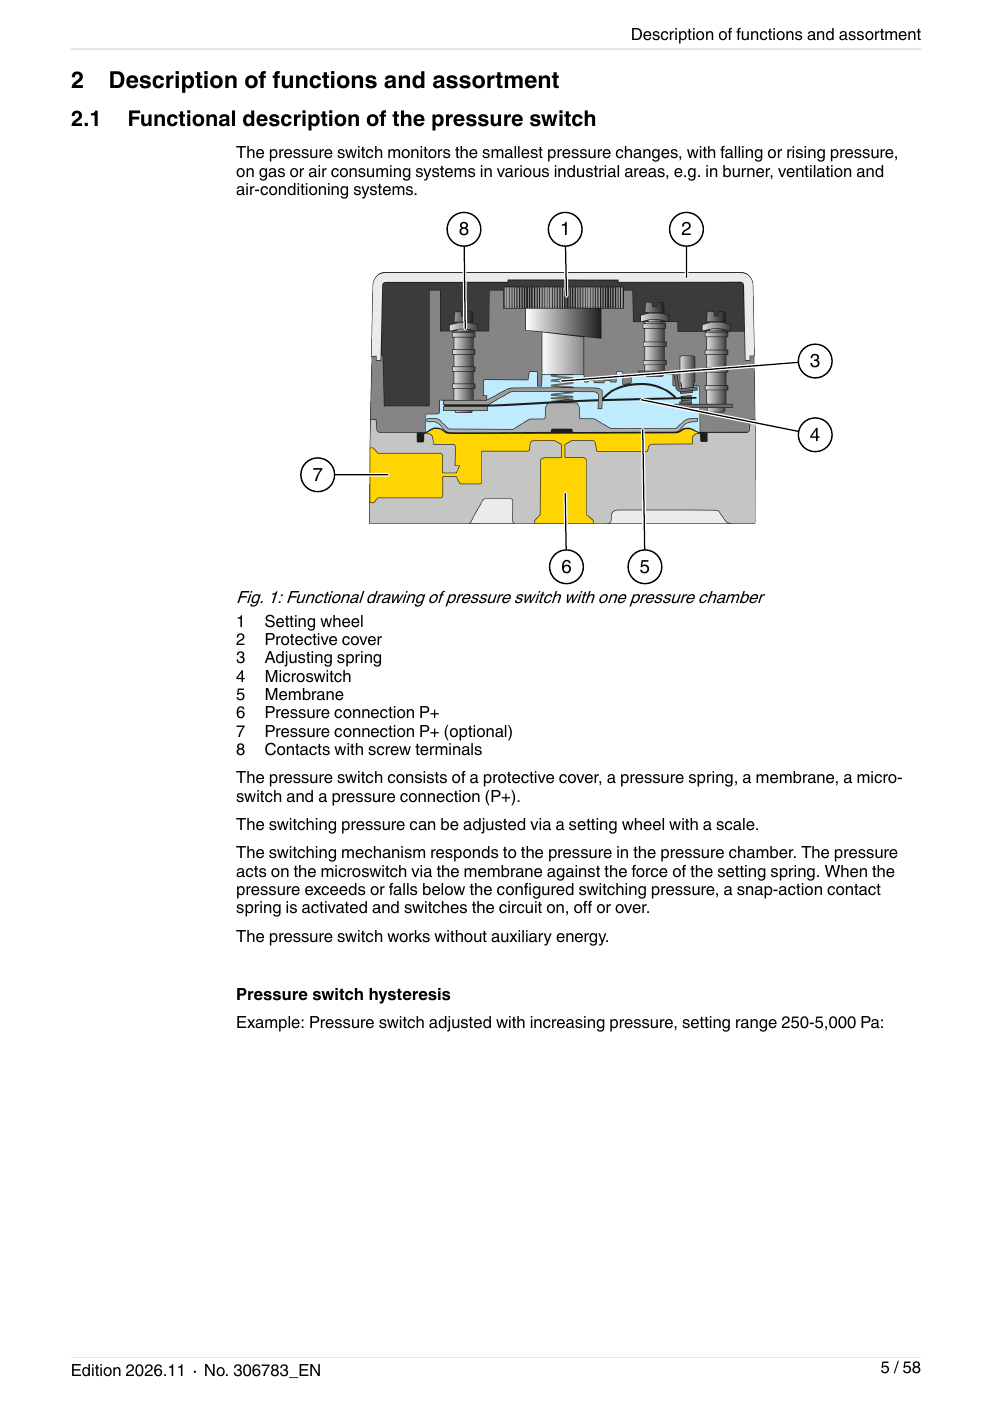 Description of functions and assortment
2 Description of functions and assortment
2.1 Functional description of the pressure switch
The pressure switch monitors the smallest pressure changes, with falling or rising pressure,
on gas or air consuming systems in various industrial areas, e.g. in burner, ventilation and
air-conditioning systems.
8 1 2
3
4
7
6 5
Fig. 1: Functional drawing of pressure switch with one pressure chamber
1 Setting wheel
2 Protective cover
3 Adjusting spring
4 Microswitch
5 Membrane
6 Pressure connection P+
7 Pressure connection P+ (optional)
8 Contacts with screw terminals
The pressure switch consists of a protective cover, a pressure spring, a membrane, a micro-
switch and a pressure connection (P+).
The switching pressure can be adjusted via a setting wheel with a scale.
The switching mechanism responds to the pressure in the pressure chamber. The pressure
acts on the microswitch via the membrane against the force of the setting spring. When the
pressure exceeds or falls below the configured switching pressure, a snap-action contact
spring is activated and switches the circuit on, off or over.
The pressure switch works without auxiliary energy.
Pressure switch hysteresis
Example: Pressure switch adjusted with increasing pressure, setting range 250-5,000 Pa:
Edition 2026.11 · No. 306783_EN
5 / 58